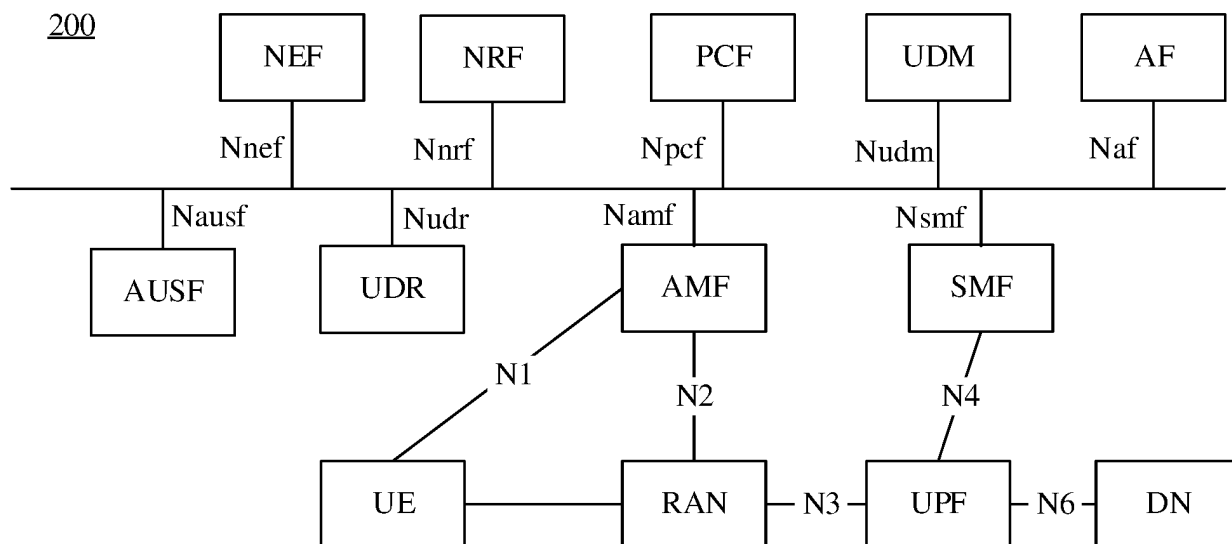 200
NEF NRF PCF UDM AF
Nnef Nnrf Npcf Nudm Naf
Nausf Nudr Namf Nsmf
AUSF UDR AMF SMF
N1 N2 N4
UE RAN N3 UPF N6 DN